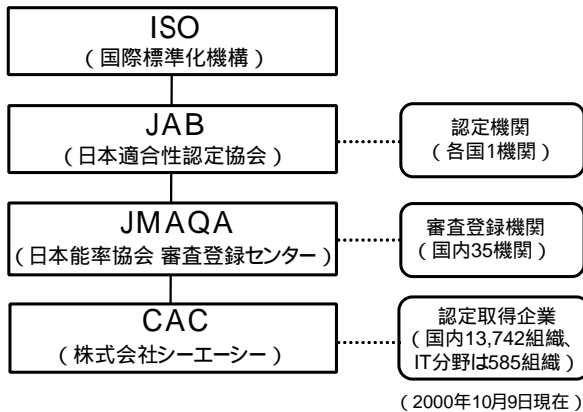 ISO
（国際標準化機構）
JAB
（日本適合性認定協会）
認定機関
（各国1機関）
JMAQA
（日本能率協会 審査登録センター）
審査登録機関
（国内35機関）
CAC
（株式会社シーエーシー）
認定取得企業
（国内13,742組織、
IT分野は585組織）
（2000年10月9日現在）